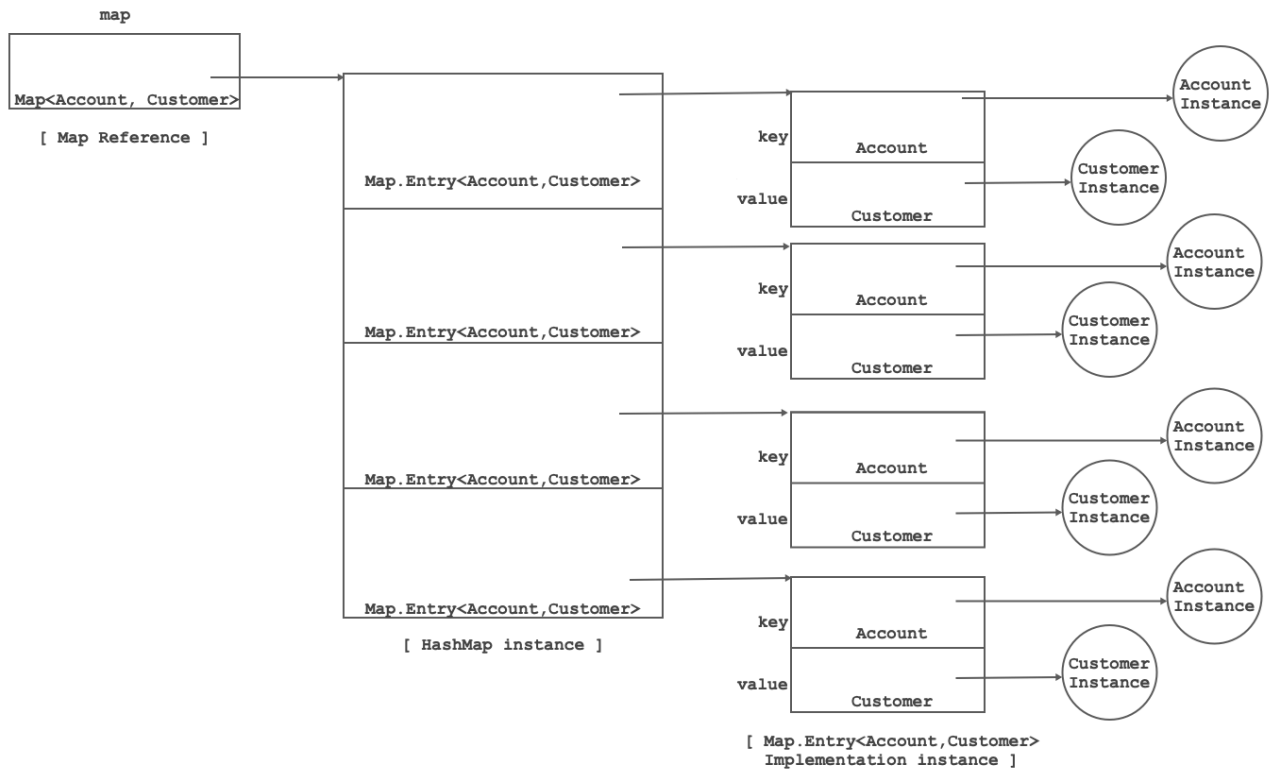 map
Map<Account, Customer>
[ Map Reference ]
Map.Entry<Account,Customer>
key
Account
value
Customer
Account
Instance
Customer
Instance
Map.Entry<Account,Customer>
key
Account
value
Customer
Account
Instance
Customer
Instance
Map.Entry<Account,Customer>
key
Account
value
Customer
Account
Instance
Customer
Instance
Map.Entry<Account,Customer>
key
Account
value
Customer
Account
Instance
Customer
Instance
[ HashMap instance ]
[ Map.Entry<Account,Customer>
Implementation instance ]